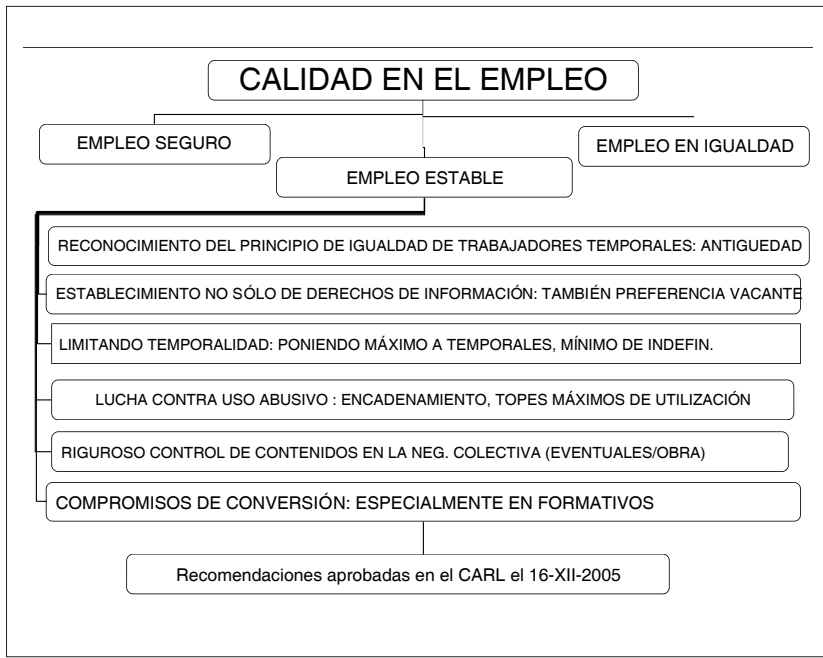 CALIDAD EN EL EMPLEO
EMPLEO SEGURO
EMPLEO EN IGUALDAD
EMPLEO ESTABLE
RECONOCIMIENTO DEL PRINCIPIO DE IGUALDAD DE TRABAJADORES TEMPORALES: ANTIGUEDAD
ESTABLECIMIENTO NO SÓLO DE DERECHOS DE INFORMACIÓN: TAMBIÉN PREFERENCIA VACANTE
LIMITANDO TEMPORALIDAD: PONIENDO MÁXIMO A TEMPORALES, MÍNIMO DE INDEFIN.
LUCHA CONTRA USO ABUSIVO : ENCADENAMIENTO, TOPES MÁXIMOS DE UTILIZACIÓN
RIGUROSO CONTROL DE CONTENIDOS EN LA NEG. COLECTIVA (EVENTUALES/OBRA)
COMPROMISOS DE CONVERSIÓN: ESPECIALMENTE EN FORMATIVOS
Recomendaciones aprobadas en el CARL el 16-XII-2005